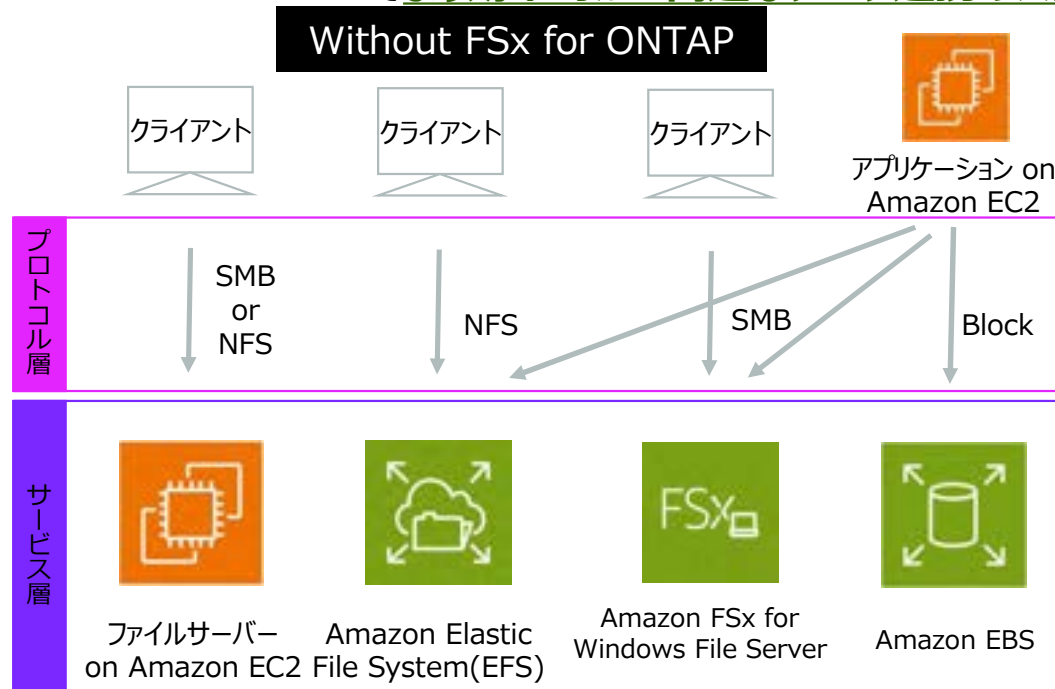 Without FSx for ONTAP
クライアント
クライアント
クライアント
アプリケーション on
Amazon EC2
プロトコル層
SMB
or
NFS
NFS
SMB
Block
サービス層
FSx
ファイルサーバー
on Amazon EC2
Amazon Elastic
File System(EFS)
Amazon FSx for
Windows File Server
Amazon EBS